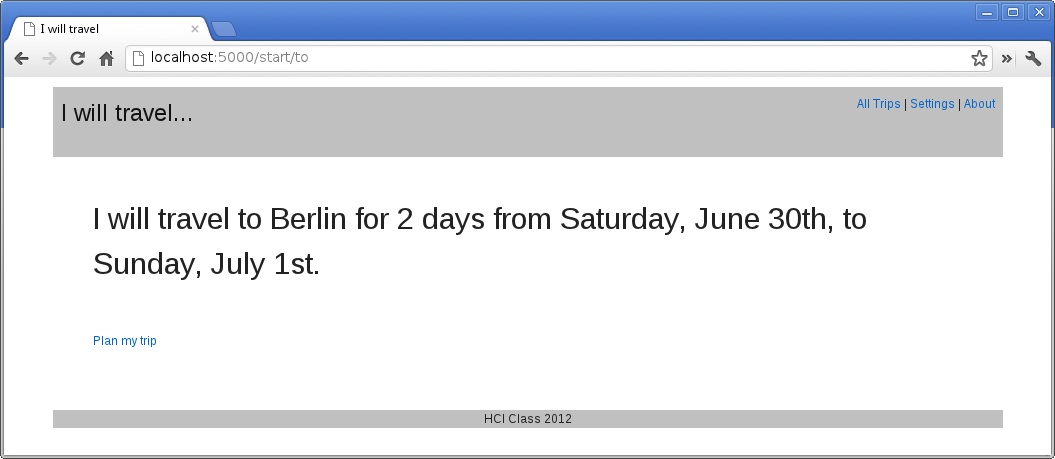 I will travel
localhost:5000/start/to
I will travel...
All Trips | Settings | About
I will travel to Berlin for 2 days from Saturday, June 30th, to
Sunday, July 1st.
Plan my trip
HCI Class 2012